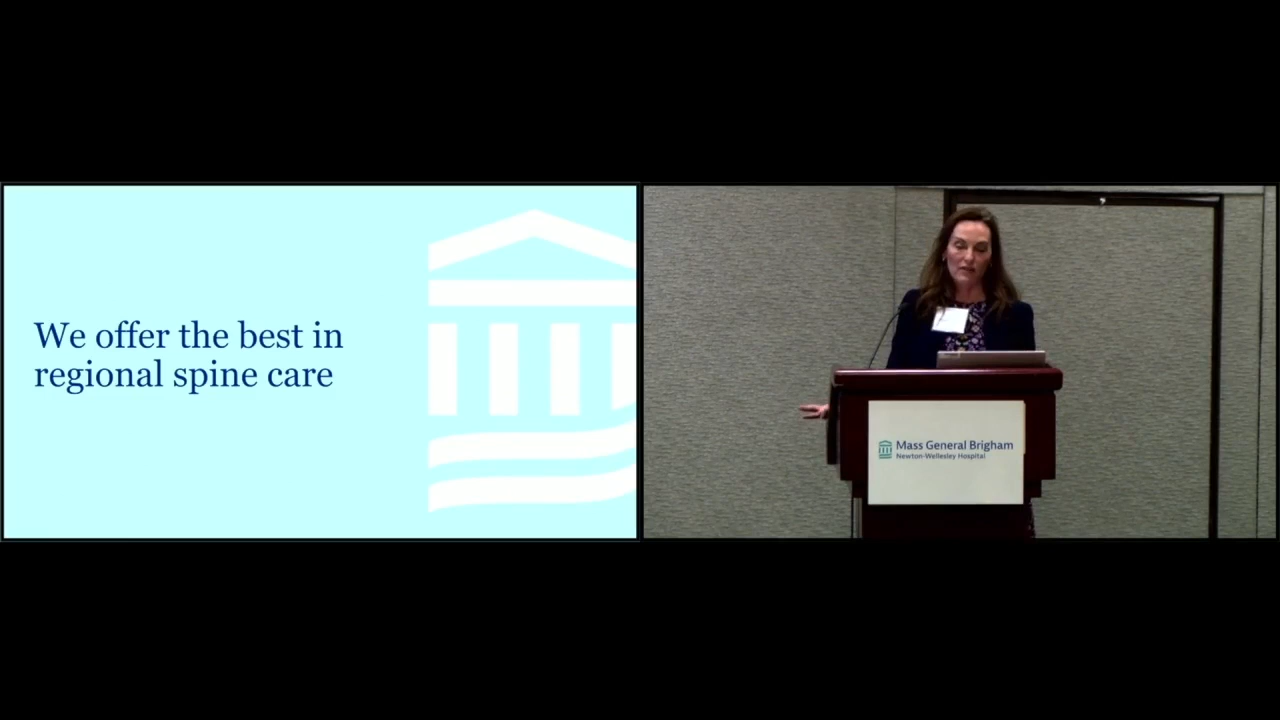 We offer the best in
regional spine care
Mass General Brigham
Newton-Wellesley Hospital